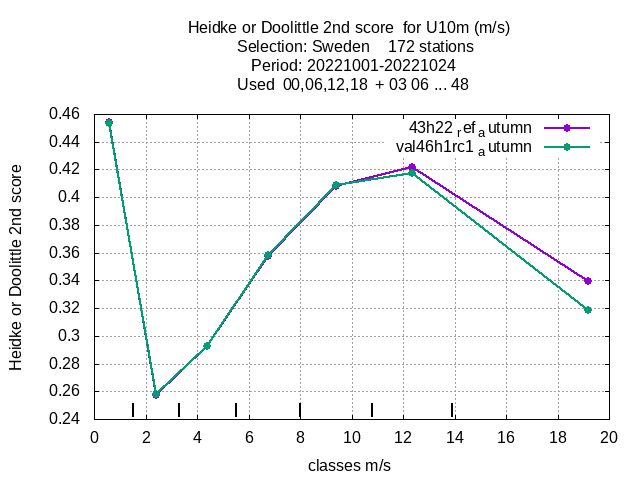 Heidke or Doolittle 2nd score for U10m (m/s)
Selection: Sweden 172 stations
Period: 20221001-20221024
Used 00,06,12,18 + 03 06 ... 48
43h22refautumn
val46h1rc1autumn
Heidke or Doolittle 2nd score
0.46
0.44
0.42
0.4
0.38
0.36
0.34
0.32
0.3
0.28
0.26
0.24
0 2 4 6 8 10 12 14 16 18 20
classes m/s